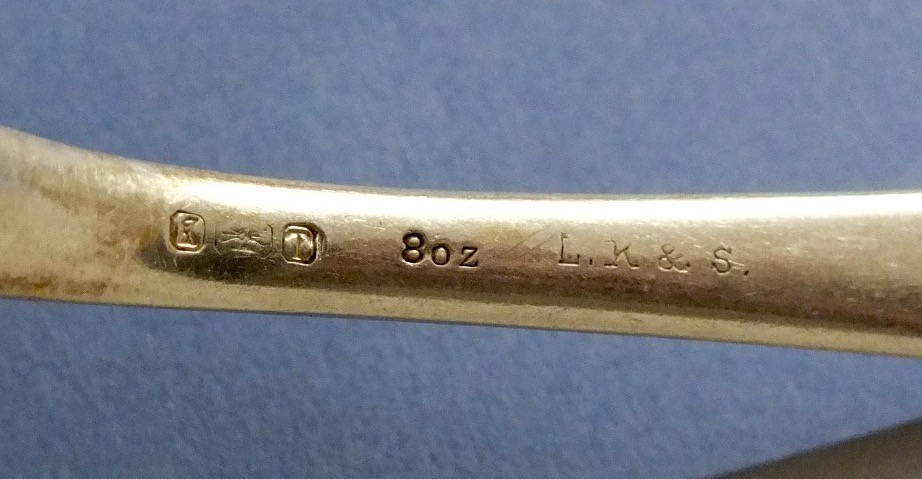 K T 8oz L. K & S.